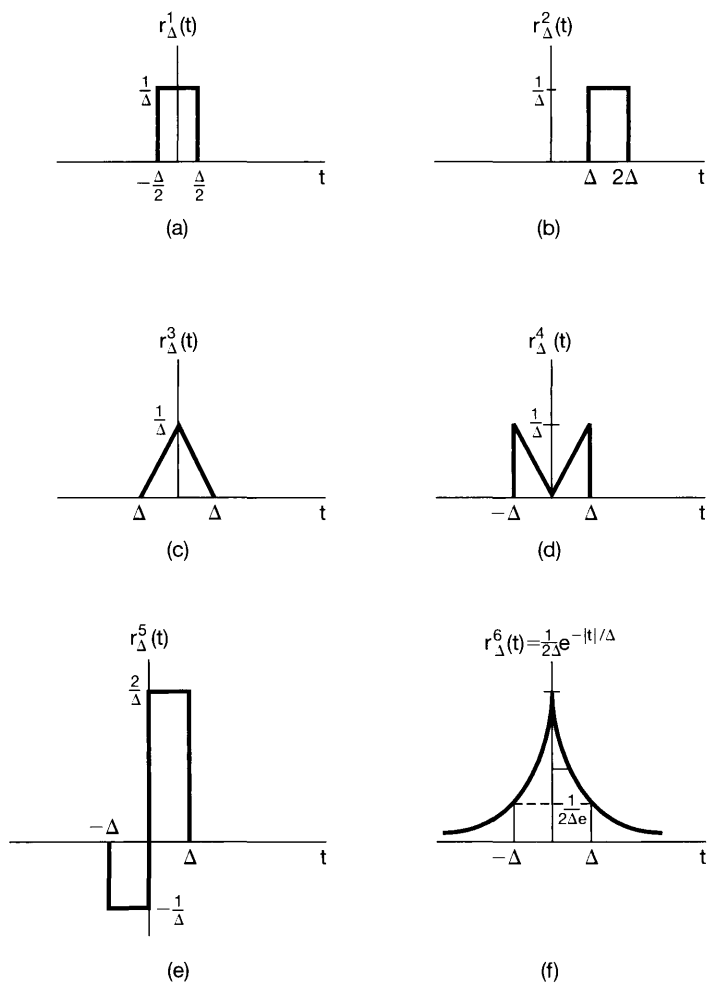 r¹_Δ(t)
1/Δ
−Δ/2 Δ/2 t
(a)
r²_Δ(t)
1/Δ
Δ 2Δ t
(b)
r³_Δ(t)
1/Δ
Δ Δ t
(c)
r⁴_Δ(t)
1/Δ
−Δ Δ t
(d)
r⁵_Δ(t)
2/Δ
−Δ
Δ t
−1/Δ
(e)
r⁶_Δ(t)=1/2Δ e^−|t|/Δ
1/2Δe
−Δ Δ t
(f)